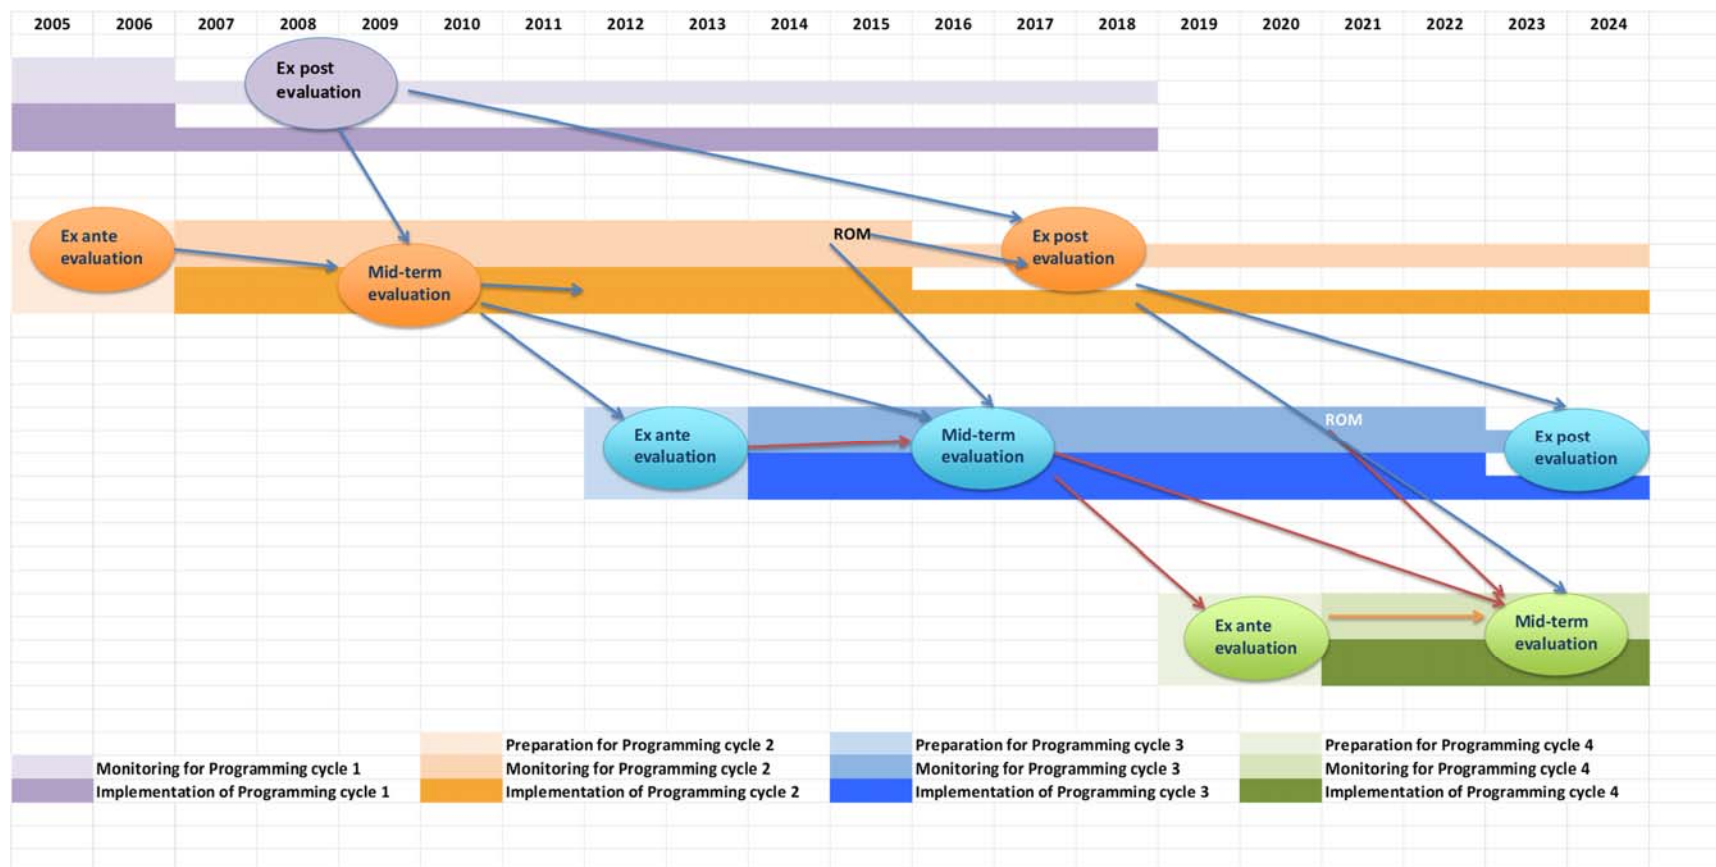 2005 2006 2007 2008 2009 2010 2011 2012 2013 2014 2015 2016 2017 2018 2019 2020 2021 2022 2023 2024
Ex post
evaluation
Ex ante
evaluation
Mid-term
evaluation
ROM
Ex post
evaluation
Ex ante
evaluation
Mid-term
evaluation
ROM
Ex post
evaluation
Ex ante
evaluation
Mid-term
evaluation
Preparation for Programming cycle 2 Preparation for Programming cycle 3 Preparation for Programming cycle 4
Monitoring for Programming cycle 1 Monitoring for Programming cycle 2 Monitoring for Programming cycle 3 Monitoring for Programming cycle 4
Implementation of Programming cycle 1 Implementation of Programming cycle 2 Implementation of Programming cycle 3 Implementation of Programming cycle 4